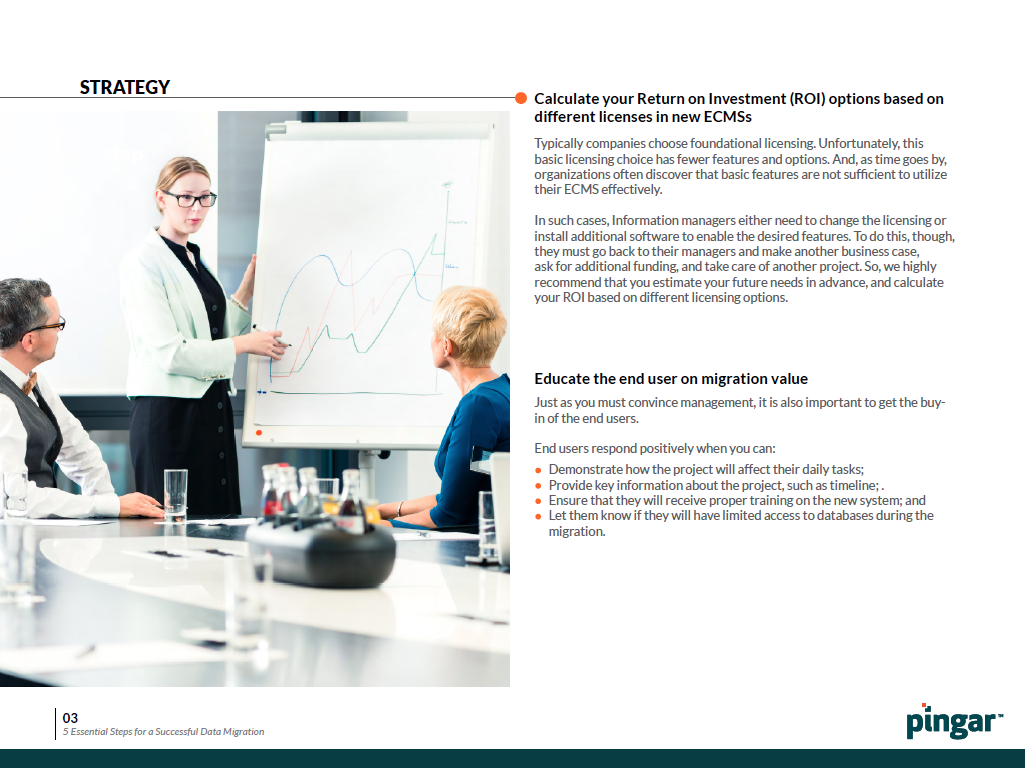 STRATEGY
Calculate your Return on Investment (ROI) options based on
different licenses in new ECMSs
Typically companies choose foundational licensing. Unfortunately, this
basic licensing choice has fewer features and options. And, as time goes by,
organizations often discover that basic features are not sufficient to utilize
their ECMS effectively.
In such cases, Information managers either need to change the licensing or
install additional software to enable the desired features. To do this, though,
they must go back to their managers and make another business case,
ask for additional funding, and take care of another project. So, we highly
recommend that you estimate your future needs in advance, and calculate
your ROI based on different licensing options.
Educate the end user on migration value
Just as you must convince management, it is also important to get the buy-
in of the end users.
End users respond positively when you can:
• Demonstrate how the project will affect their daily tasks;
• Provide key information about the project, such as timeline; .
• Ensure that they will receive proper training on the new system; and
• Let them know if they will have limited access to databases during the
migration.
03
5 Essential Steps for a Successful Data Migration
pingar™